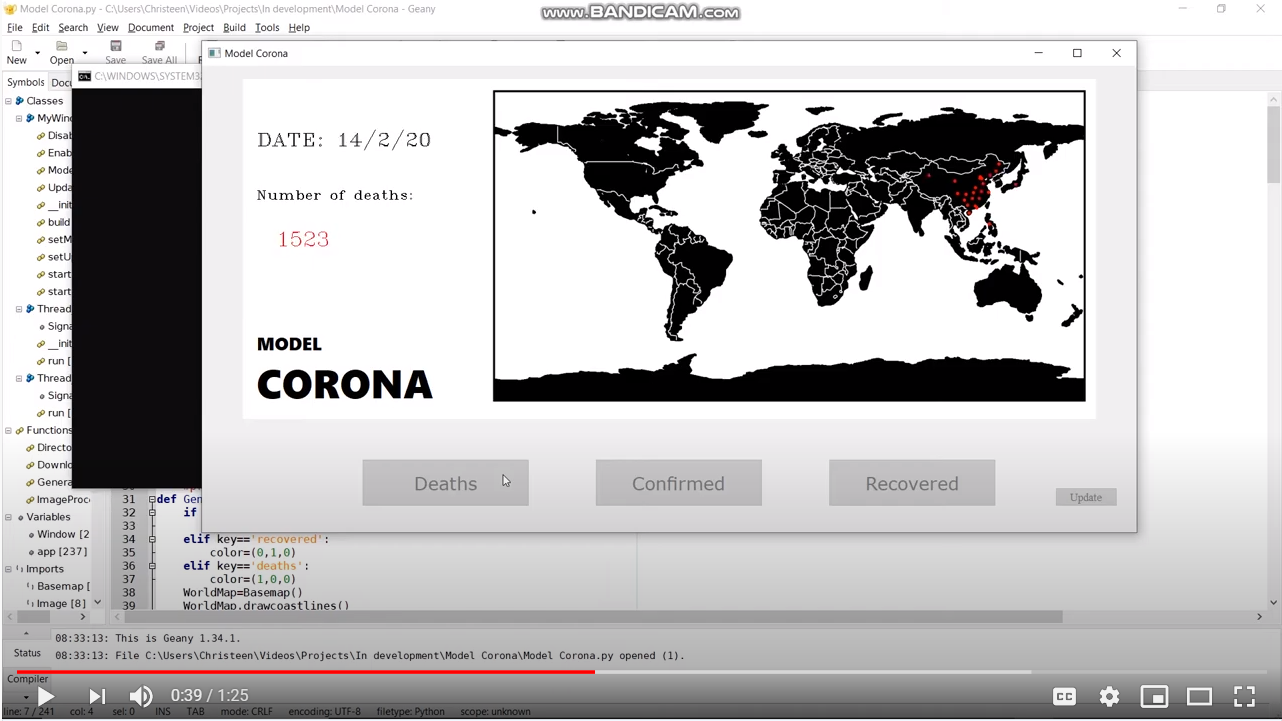 Model Corona.py - C:\Users\Christeen\Videos\Projects\In development\Model Corona - Geany
www.BANDICAM.com
File Edit Search View Document Project Build Tools Help
New Open Save Save All
Symbols
C:\WINDOWS\SYSTEM3
Model Corona
Classes
MyWin
Disab
Enab
Mode
Upda
__ini
build
setM
setU
start
start
Thread
Signa
__ini
run [
Thread
Signa
run [
Functions
Directo
Downlo
Genera
ImageProc
Variables
Window [2
app [237]
Imports
Basemap [
Image [8]
DATE: 14/2/20
Number of deaths:
1523
MODEL
CORONA
Deaths Confirmed Recovered
Update
31 def Gen
32 if
33
34 elif key=='recovered':
35 color=(0,1,0)
36 elif key=='deaths':
37 color=(1,0,0)
38 WorldMap=Basemap()
39 WorldMap.drawcoastlines()
Status
Compiler
08:33:13: This is Geany 1.34.1.
08:33:13: File C:\Users\Christeen\Videos\Projects\In development\Model Corona\Model Corona.py opened (1).
0:39 / 1:25
CC
line: 7 / 241 col: 4 sel: 0 INS TAB mode: CRLF encoding: UTF-8 filetype: Python scope: unknown